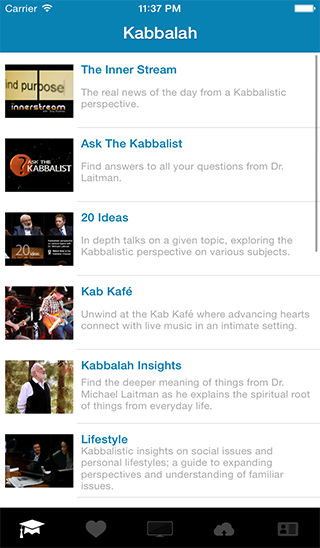 Carrier 11:37 PM
Kabbalah
The Inner Stream
ind purpose
innerstream
The real news of the day from a Kabbalistic
perspective.
Ask The Kabbalist
ASK THE
KABBALIST
Find answers to all your questions from Dr.
Laitman.
20 Ideas
20 ideas
In depth talks on a given topic, exploring the
Kabbalistic perspective on various subjects.
Kab Kafé
Unwind at the Kab Kafé where advancing hearts
connect with live music in an intimate setting.
Kabbalah Insights
Find the deeper meaning of things from Dr.
Michael Laitman as he explains the spiritual root
of things from everyday life.
Lifestyle
Kabbalistic insights on social issues and
personal lifestyles; a guide to expanding
perspectives and understanding of familiar
issues.